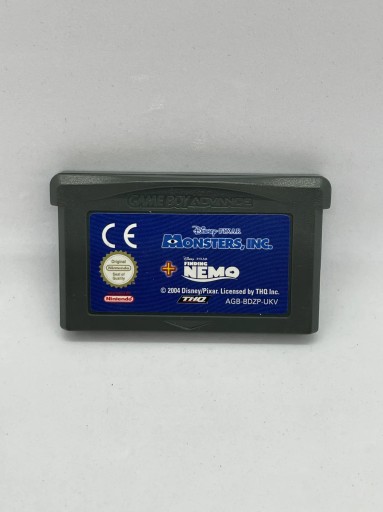 GAME BOY ADVANCE
CE
Disney·PIXAR
MONSTERS, INC.
Disney·PIXAR
+ FINDING
NEMO
Original
Nintendo
Seal of
Quality
Nintendo
© 2004 Disney/Pixar. Licensed by THQ Inc.
THQ
AGB-BDZP-UKV